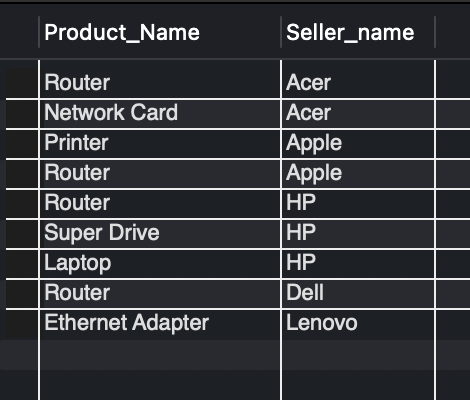 Product_Name Seller_name
Router Acer
Network Card Acer
Printer Apple
Router Apple
Router HP
Super Drive HP
Laptop HP
Router Dell
Ethernet Adapter Lenovo